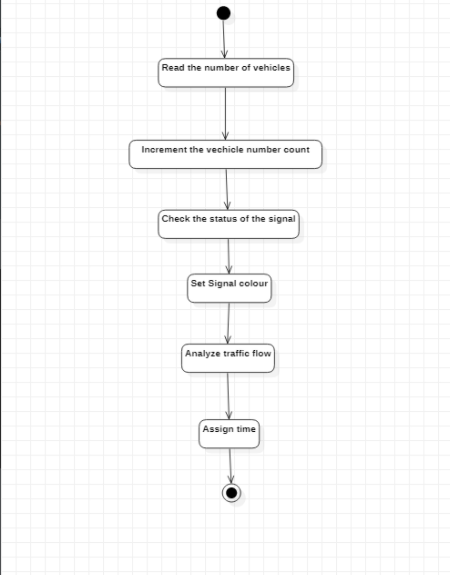 Read the number of vehicles
Increment the vechicle number count
Check the status of the signal
Set Signal colour
Analyze traffic flow
Assign time